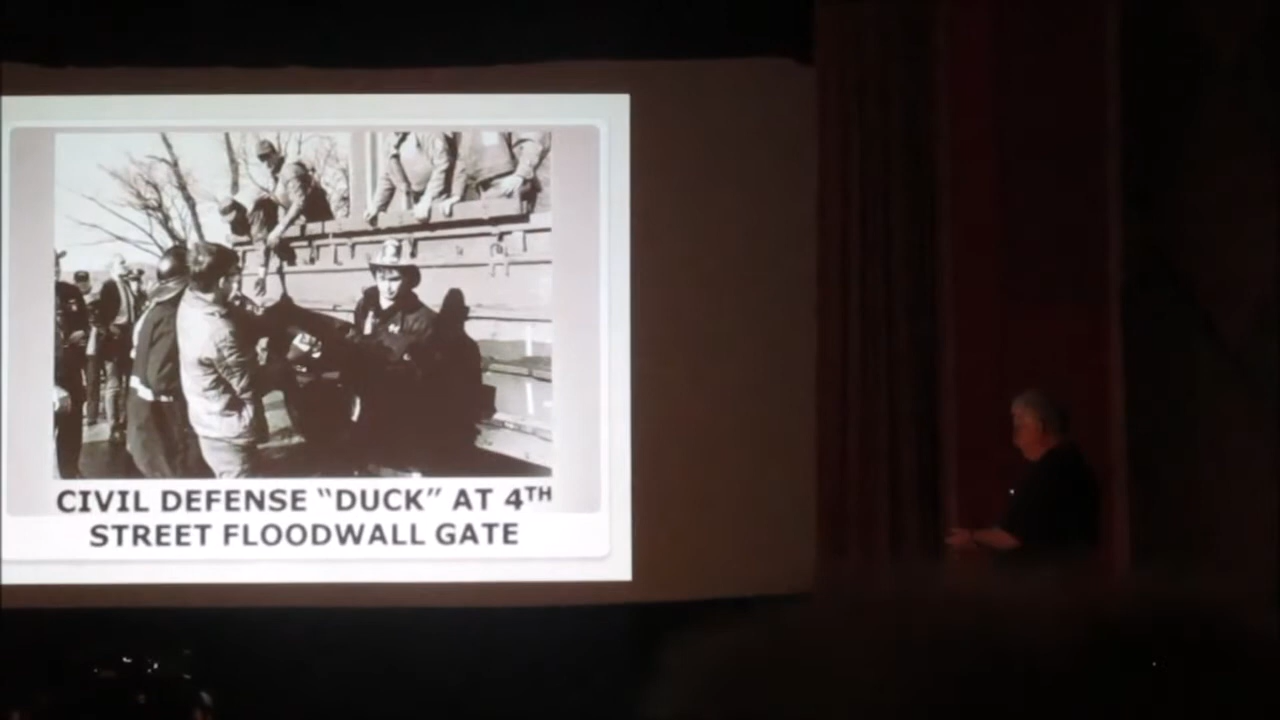 CIVIL DEFENSE “DUCK” AT 4TH
STREET FLOODWALL GATE